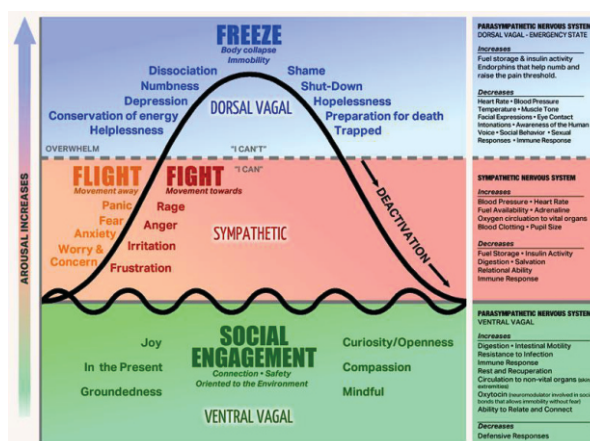 AROUSAL INCREASES
FREEZE
Body collapse
Immobility
Dissociation
Numbness
Depression
Conservation of energy
Helplessness
Shame
Shut-Down
Hopelessness
Preparation for death
Trapped
DORSAL VAGAL
OVERWHELM
"I CAN'T"
"I CAN"
FLIGHT
Movement away
Panic
Fear
Anxiety
Worry &
Concern
FIGHT
Movement towards
Rage
Anger
Irritation
Frustration
SYMPATHETIC
DEACTIVATION
SOCIAL
ENGAGEMENT
Connection • Safety
Oriented to the Environment
Joy
In the Present
Groundedness
Curiosity/Openness
Compassion
Mindful
VENTRAL VAGAL
PARASYMPATHETIC NERVOUS SYSTEM
DORSAL VAGAL - EMERGENCY STATE
Increases
Fuel storage & insulin activity
Endorphins that help numb and
raise the pain threshold.
Decreases
Heart Rate • Blood Pressure
Temperature • Muscle Tone
Facial Expressions • Eye Contact
Intonations • Awareness of the Human
Voice • Social Behavior • Sexual
Responses • Immune Response
SYMPATHETIC NERVOUS SYSTEM
Increases
Blood Pressure • Heart Rate
Fuel Availability • Adrenaline
Oxygen circluation to vital organs
Blood Clotting • Pupil Size
Decreases
Fuel Storage • Insulin Activity
Digestion • Salvation
Relational Ability
Immune Response
PARASYMPATHETIC NERVOUS SYSTEM
VENTRAL VAGAL
Increases
Digestion • Intestinal Motility
Resistance to Infection
Immune Response
Rest and Recuperation
Circulation to non-vital organs
extremities)
Oxytocin (neuromodulator involved in
bonds that allows immobility without fear)
Ability to Relate and Connect
Decreases
Defensive Responses